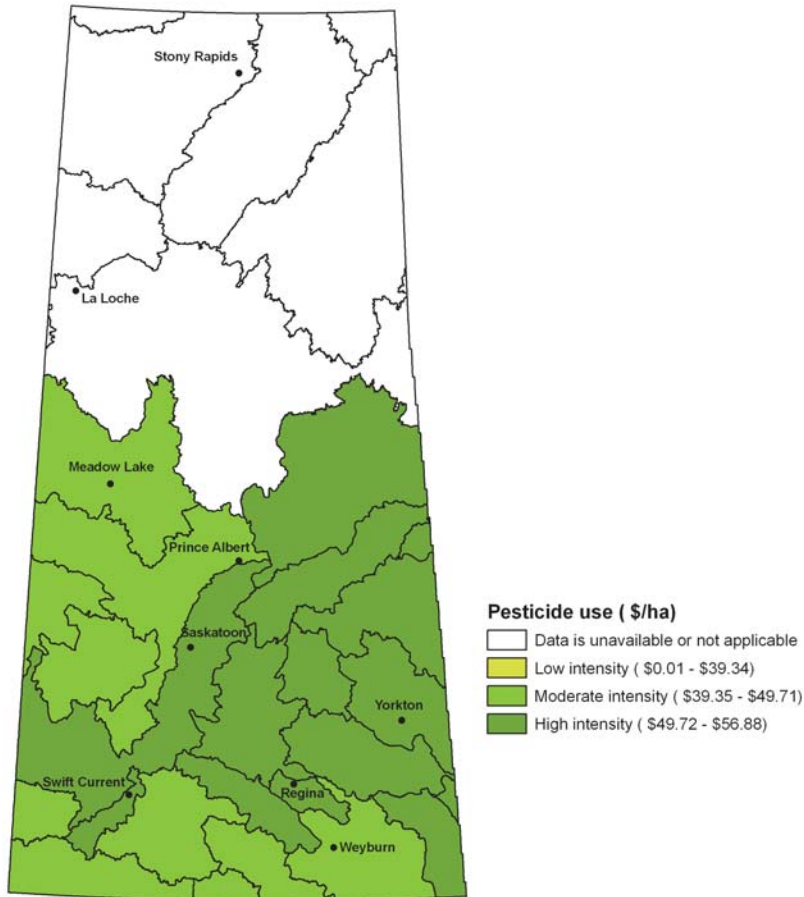 Stony Rapids
La Loche
Meadow Lake
Prince Albert
Saskatoon
Yorkton
Swift Current
Regina
Weyburn
Pesticide use ( $/ha)
Data is unavailable or not applicable
Low intensity ( $0.01 - $39.34)
Moderate intensity ( $39.35 - $49.71)
High intensity ( $49.72 - $56.88)